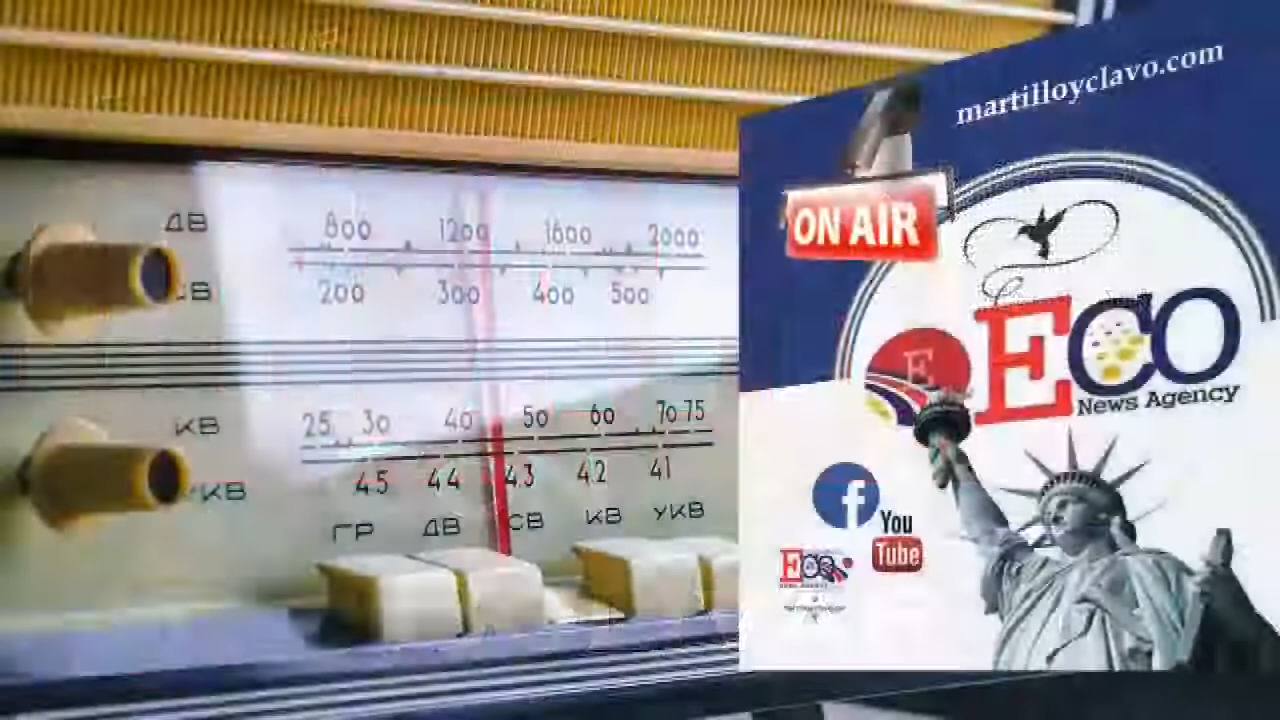 ДВ
800 1200 1600 2000
200 300 400 500
КВ
УКВ
25 30 40 50 60 70 75
45 44 43 42 41
ГР ДВ СВ КВ УКВ
martilloyclavo.com
ON AIR
E
ECO
News Agency
f
You
Tube
ECO